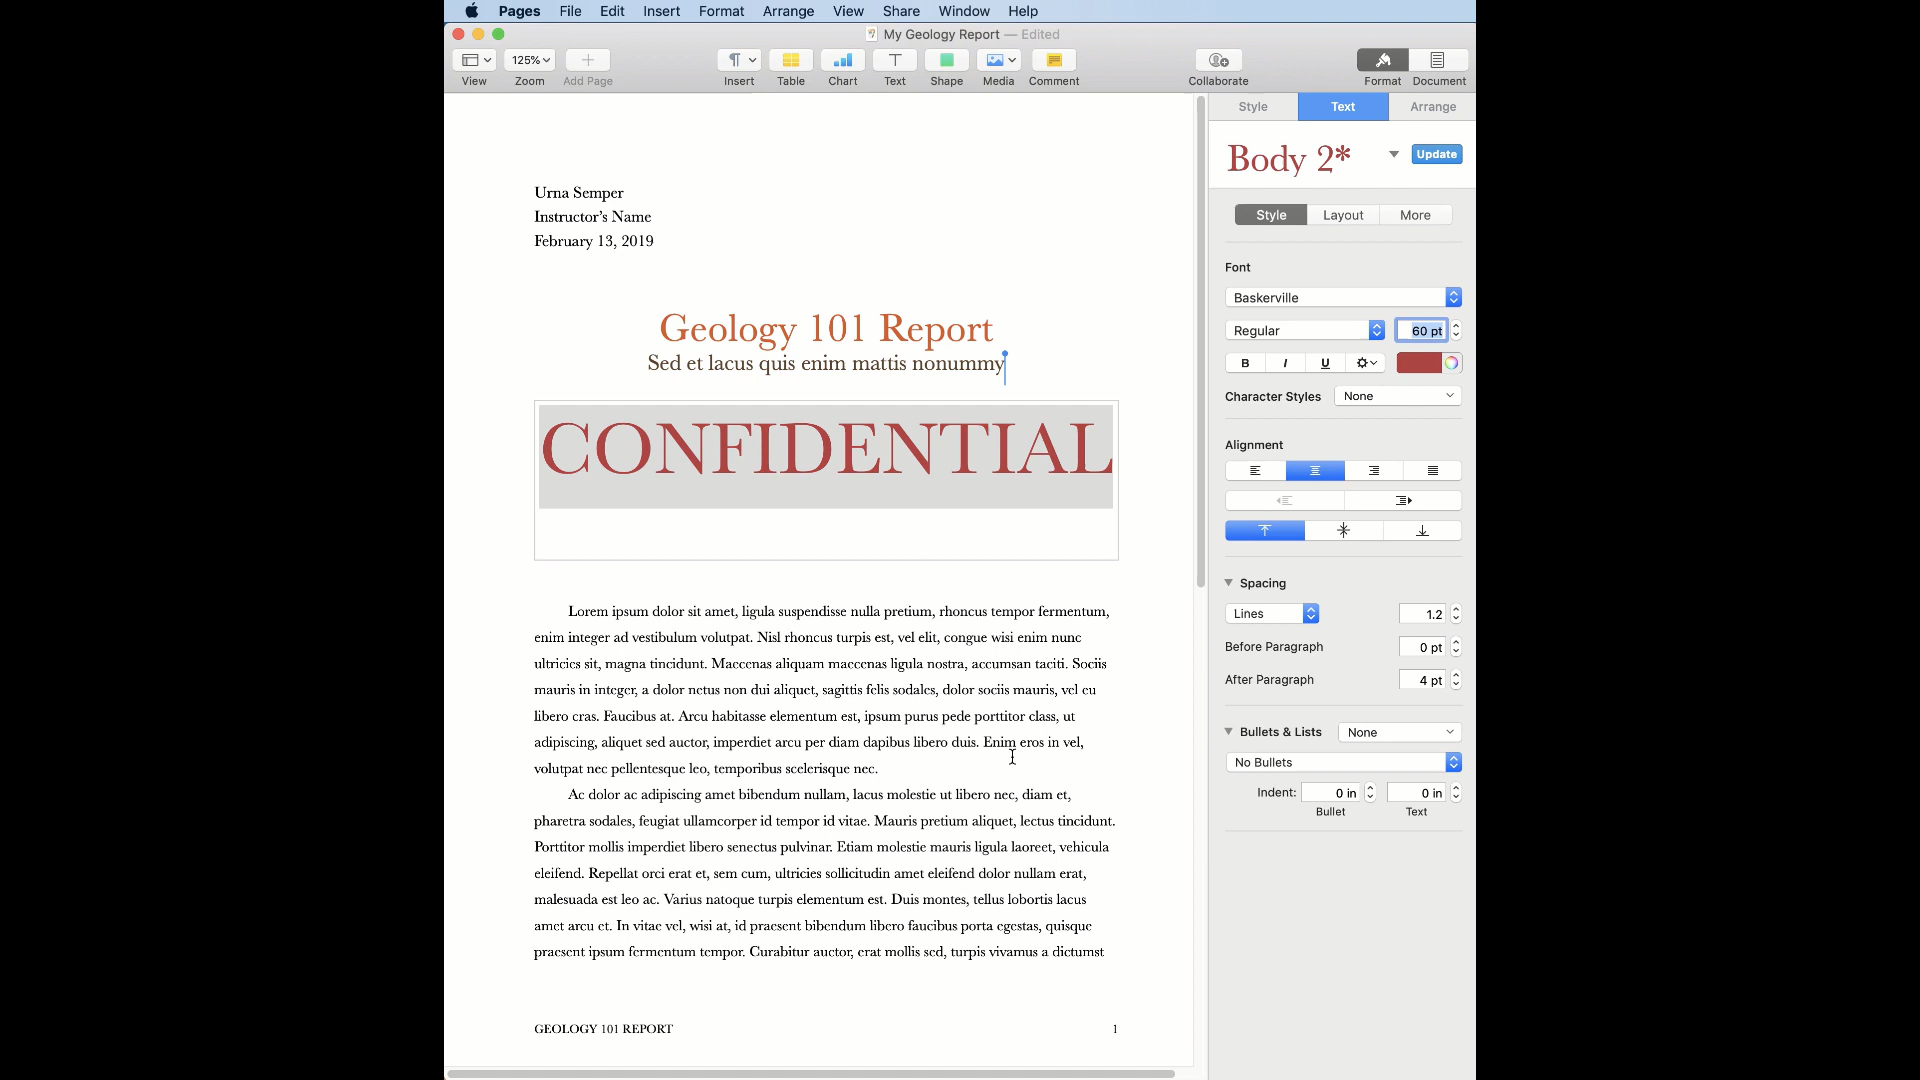 Pages File Edit Insert Format Arrange View Share Window Help
My Geology Report — Edited
125%
View Zoom Add Page Insert Table Chart Text Shape Media Comment Collaborate Format Document
Style Text Arrange
Body 2* Update
Style Layout More
Font
Baskerville
Regular 60 pt
B I U
Character Styles None
Alignment
Spacing
Lines 1.2
Before Paragraph 0 pt
After Paragraph 4 pt
Bullets & Lists None
No Bullets
Indent: 0 in 0 in
Bullet Text
Urna Semper
Instructor's Name
February 13, 2019
Geology 101 Report
Sed et lacus quis enim mattis nonummy
CONFIDENTIAL
Lorem ipsum dolor sit amet, ligula suspendisse nulla pretium, rhoncus tempor fermentum,
enim integer ad vestibulum volutpat. Nisl rhoncus turpis est, vel elit, congue wisi enim nunc
ultricies sit, magna tincidunt. Maecenas aliquam maecenas ligula nostra, accumsan taciti. Sociis
mauris in integer, a dolor netus non dui aliquet, sagittis felis sodales, dolor sociis mauris, vel eu
libero cras. Faucibus at. Arcu habitasse elementum est, ipsum purus pede porttitor class, ut
adipiscing, aliquet sed auctor, imperdiet arcu per diam dapibus libero duis. Enim eros in vel,
volutpat nec pellentesque leo, temporibus scelerisque nec.
Ac dolor ac adipiscing amet bibendum nullam, lacus molestie ut libero nec, diam et,
pharetra sodales, feugiat ullamcorper id tempor id vitae. Mauris pretium aliquet, lectus tincidunt.
Porttitor mollis imperdiet libero senectus pulvinar. Etiam molestie mauris ligula laoreet, vehicula
eleifend. Repellat orci erat et, sem cum, ultricies sollicitudin amet eleifend dolor nullam erat,
malesuada est leo ac. Varius natoque turpis elementum est. Duis montes, tellus lobortis lacus
amet arcu et. In vitae vel, wisi at, id praesent bibendum libero faucibus porta egestas, quisque
praesent ipsum fermentum tempor. Curabitur auctor, erat mollis sed, turpis vivamus a dictumst
GEOLOGY 101 REPORT 1